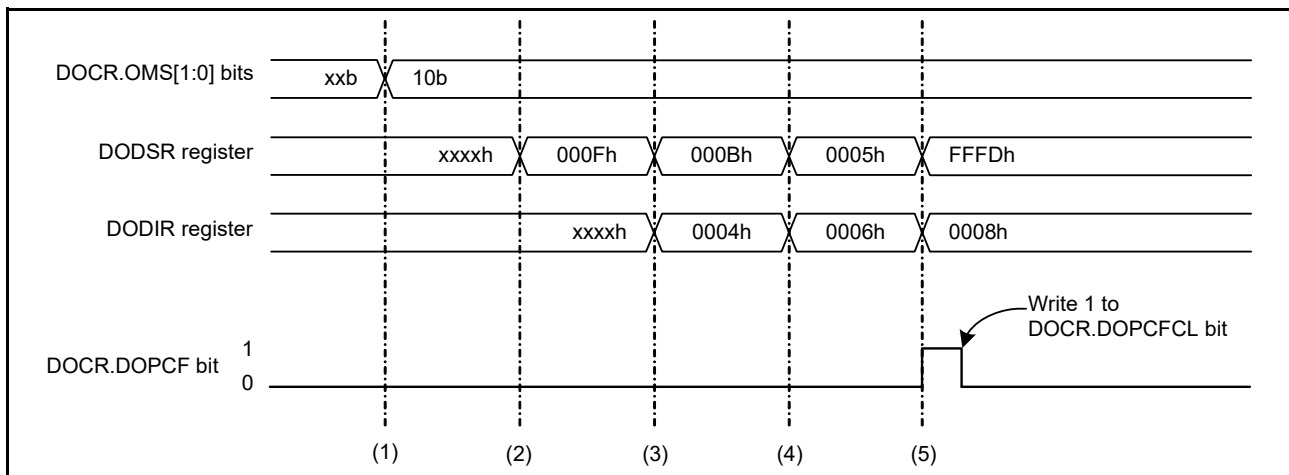 DOCR.OMS[1:0] bits xxb 10b
DODSR register xxxxh 000Fh 000Bh 0005h FFFDh
DODIR register xxxxh 0004h 0006h 0008h
Write 1 to
DOCR.DOPCFCL bit
1
DOCR.DOPCF bit
0
(1) (2) (3) (4) (5)